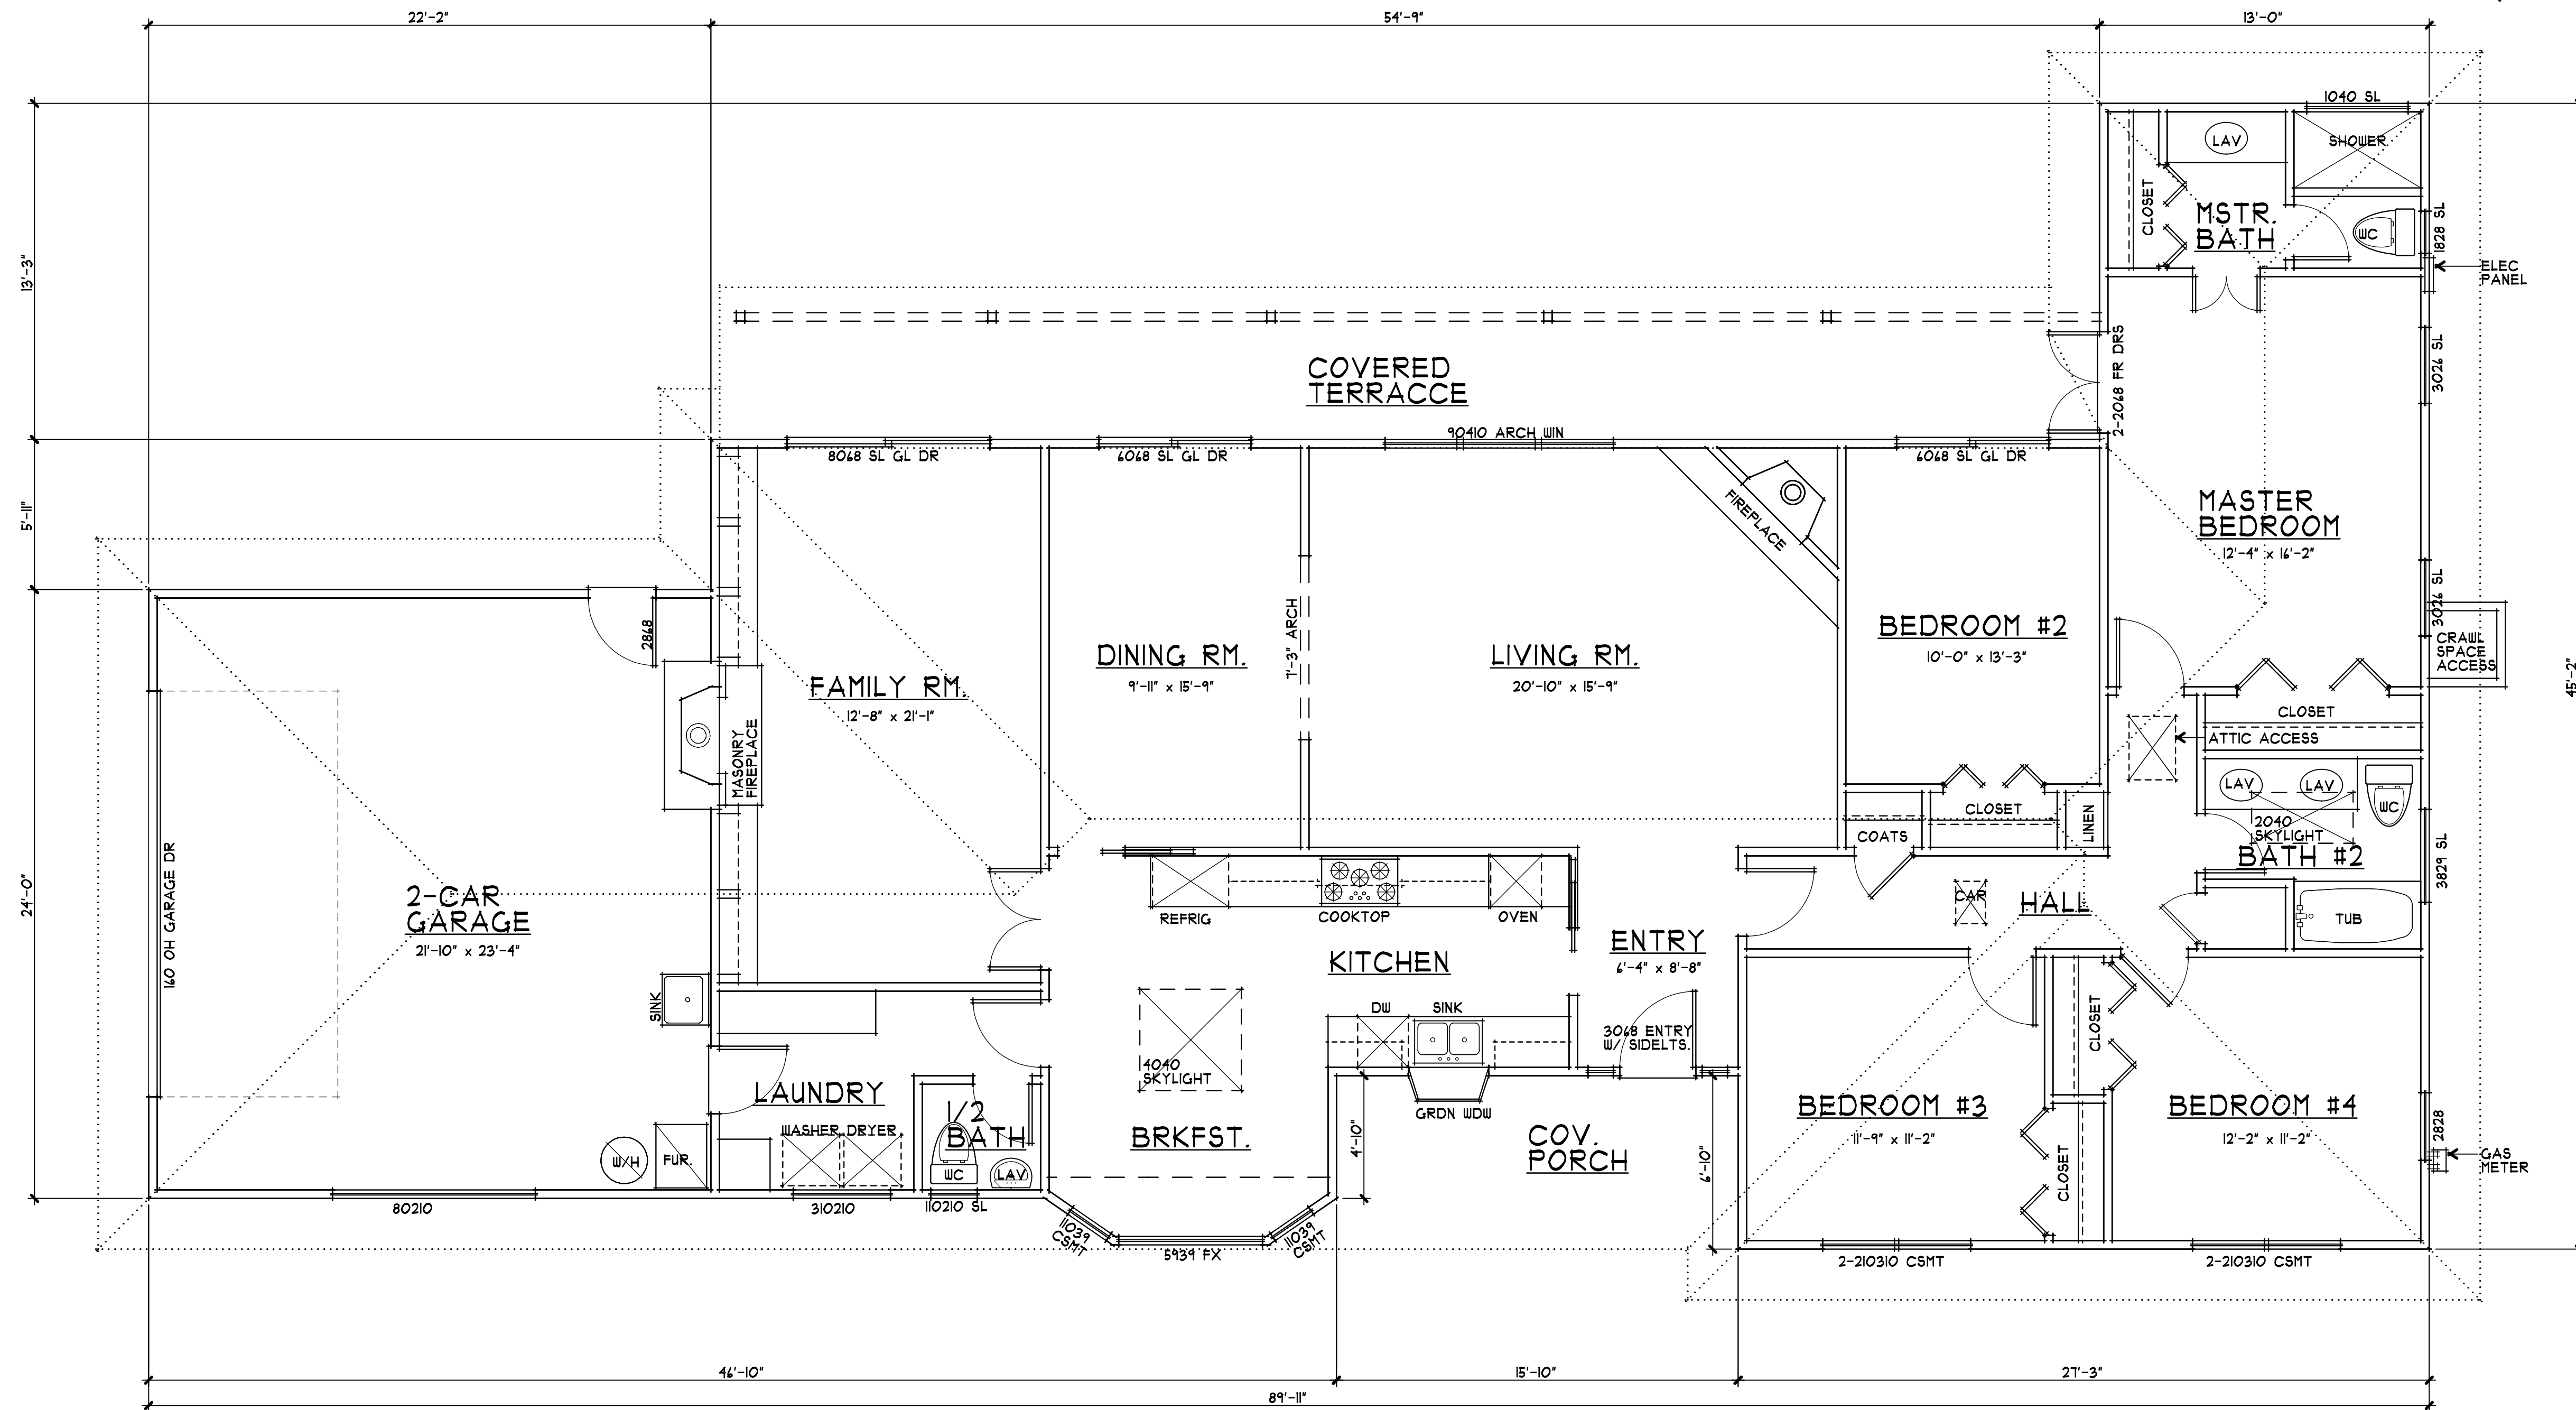 22'-2"
54'-9"
13'-0"
1040 SL
LAV
SHOWER
CLOSET
MSTR.
BATH
WC
1828 SL
ELEC
PANEL
13'-3"
COVERED
TERRACCE
2-2068 FR DRS
3026 SL
8068 SL GL DR
6068 SL GL DR
90410 ARCH WIN
6068 SL GL DR
FIREPLACE
MASTER
BEDROOM
12'-4" x 16'-2"
5'-11"
2868
3026 SL
CRAWL
SPACE
ACCESS
45'-2"
7'-3" ARCH
BEDROOM #2
10'-0" x 13'-3"
DINING RM.
9'-11" x 15'-9"
LIVING RM.
20'-10" x 15'-9"
FAMILY RM.
12'-8" x 21'-1"
MASONRY
FIREPLACE
CLOSET
ATTIC ACCESS
LAV
LAV
WC
2040
SKYLIGHT
BATH #2
3829 SL
CLOSET
COATS
LINEN
24'-0"
160 OH GARAGE DR
2-CAR
GARAGE
21'-10" x 23'-4"
REFRIG
COOKTOP
OVEN
CAR
HALL
TUB
KITCHEN
ENTRY
6'-4" x 8'-8"
SINK
DW
SINK
3068 ENTRY
W/ SIDELTS.
CLOSET
4040
SKYLIGHT
LAUNDRY
WASHER
DRYER
1/2
BATH
WC
LAV
BRKFST.
GRDN WDW
4'-10"
COV.
PORCH
6'-10"
BEDROOM #3
11'-9" x 11'-2"
CLOSET
BEDROOM #4
12'-2" x 11'-2"
2828
GAS
METER
W/H
FUR.
80210
310210
110210 SL
11039
CSMT
5939 FX
11039
CSMT
2-210310 CSMT
2-210310 CSMT
46'-10"
15'-10"
27'-3"
89'-11"